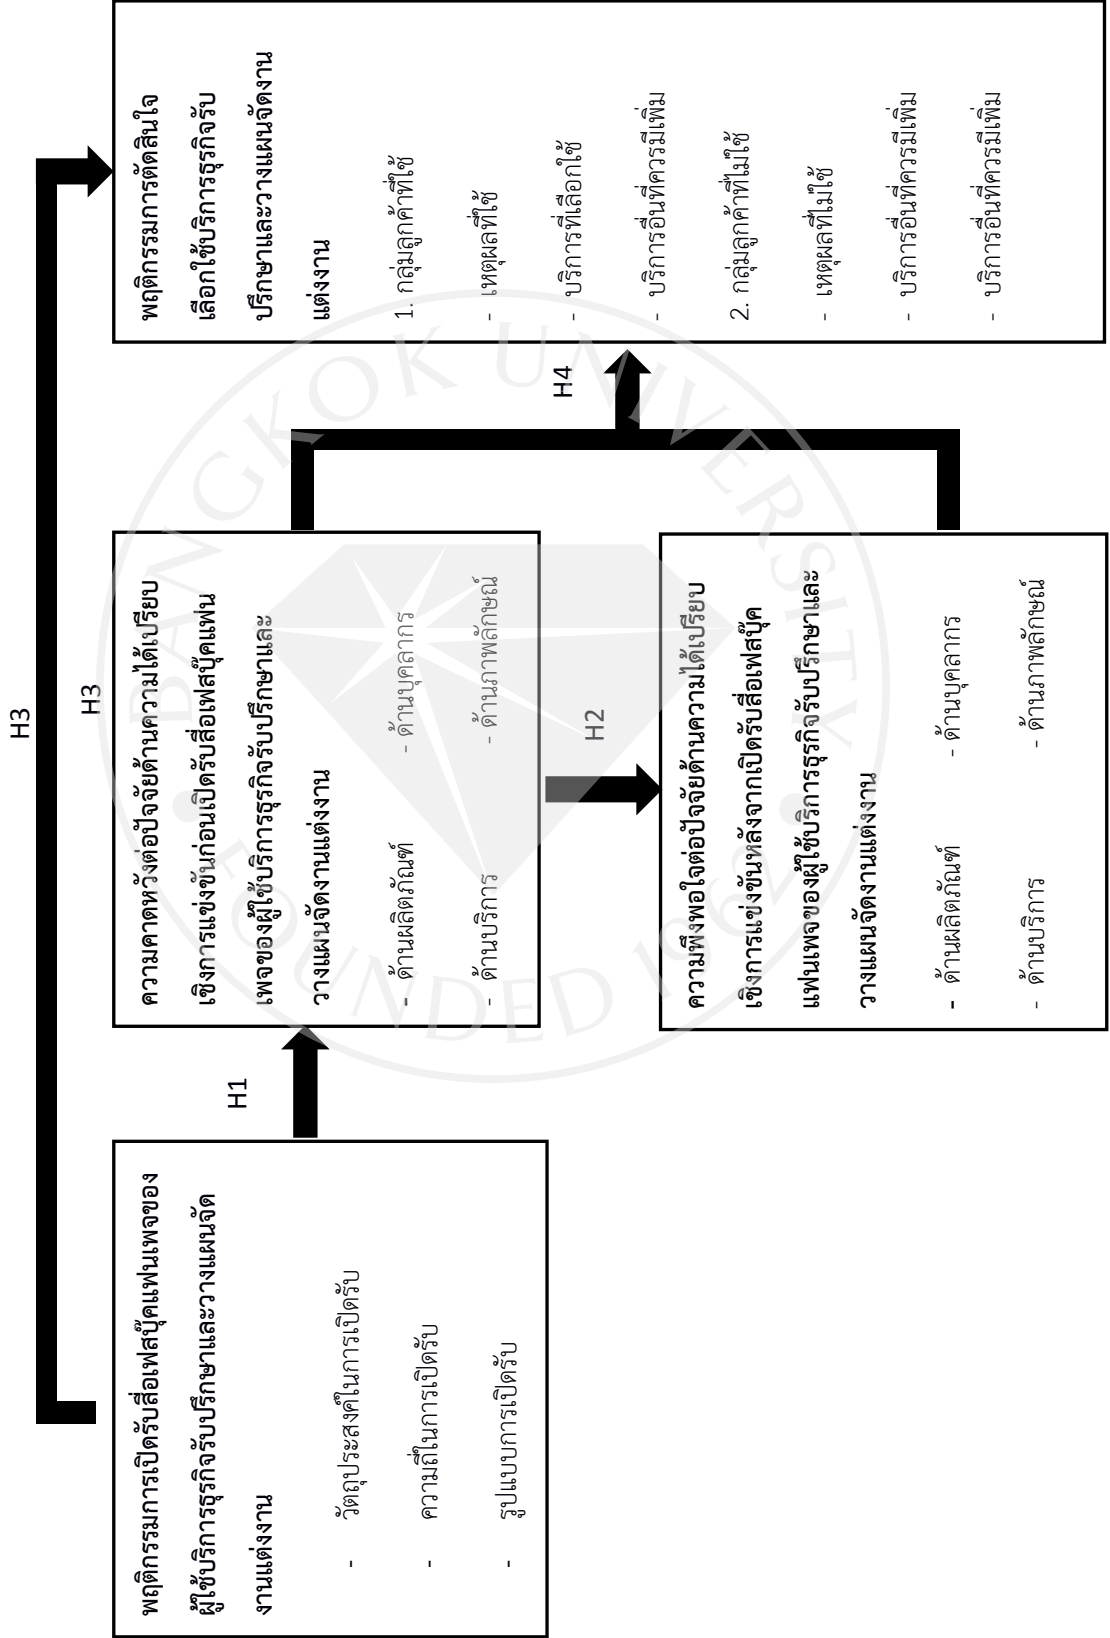 H3
H3
พฤติกรรมการเปิดรับสื่อเฟสบุ๊คแฟนเพจของ
ผู้ใช้บริการธุรกิจรับปรึกษาและวางแผนจัด
งานแต่งงาน
- วัตถุประสงค์ในการเปิดรับ
- ความถี่ในการเปิดรับ
- รูปแบบการเปิดรับ
H1
ความคาดหวังต่อปัจจัยด้านความได้เปรียบ
เชิงการแข่งขันก่อนเปิดรับสื่อเฟสบุ๊คแฟน
เพจของผู้ใช้บริการธุรกิจรับปรึกษาและ
วางแผนจัดงานแต่งงาน
- ด้านผลิตภัณฑ์ - ด้านบุคลากร
- ด้านบริการ - ด้านภาพลักษณ์
H2
ความพึงพอใจต่อปัจจัยด้านความได้เปรียบ
เชิงการแข่งขันหลังจากเปิดรับสื่อเฟสบุ๊ค
แฟนเพจของผู้ใช้บริการธุรกิจรับปรึกษาและ
วางแผนจัดงานแต่งงาน
- ด้านผลิตภัณฑ์ - ด้านบุคลากร
- ด้านบริการ - ด้านภาพลักษณ์
H4
พฤติกรรมการตัดสินใจ
เลือกใช้บริการธุรกิจรับ
ปรึกษาและวางแผนจัดงาน
แต่งงาน
1. กลุ่มลูกค้าที่ใช้
- เหตุผลที่ใช้
- บริการที่เลือกใช้
- บริการอื่นที่ควรมีเพิ่ม
2. กลุ่มลูกค้าที่ไม่ใช้
- เหตุผลที่ไม่ใช้
- บริการอื่นที่ควรมีเพิ่ม
- บริการอื่นที่ควรมีเพิ่ม
BANGKOK UNIVERSITY
FOUNDED 1962